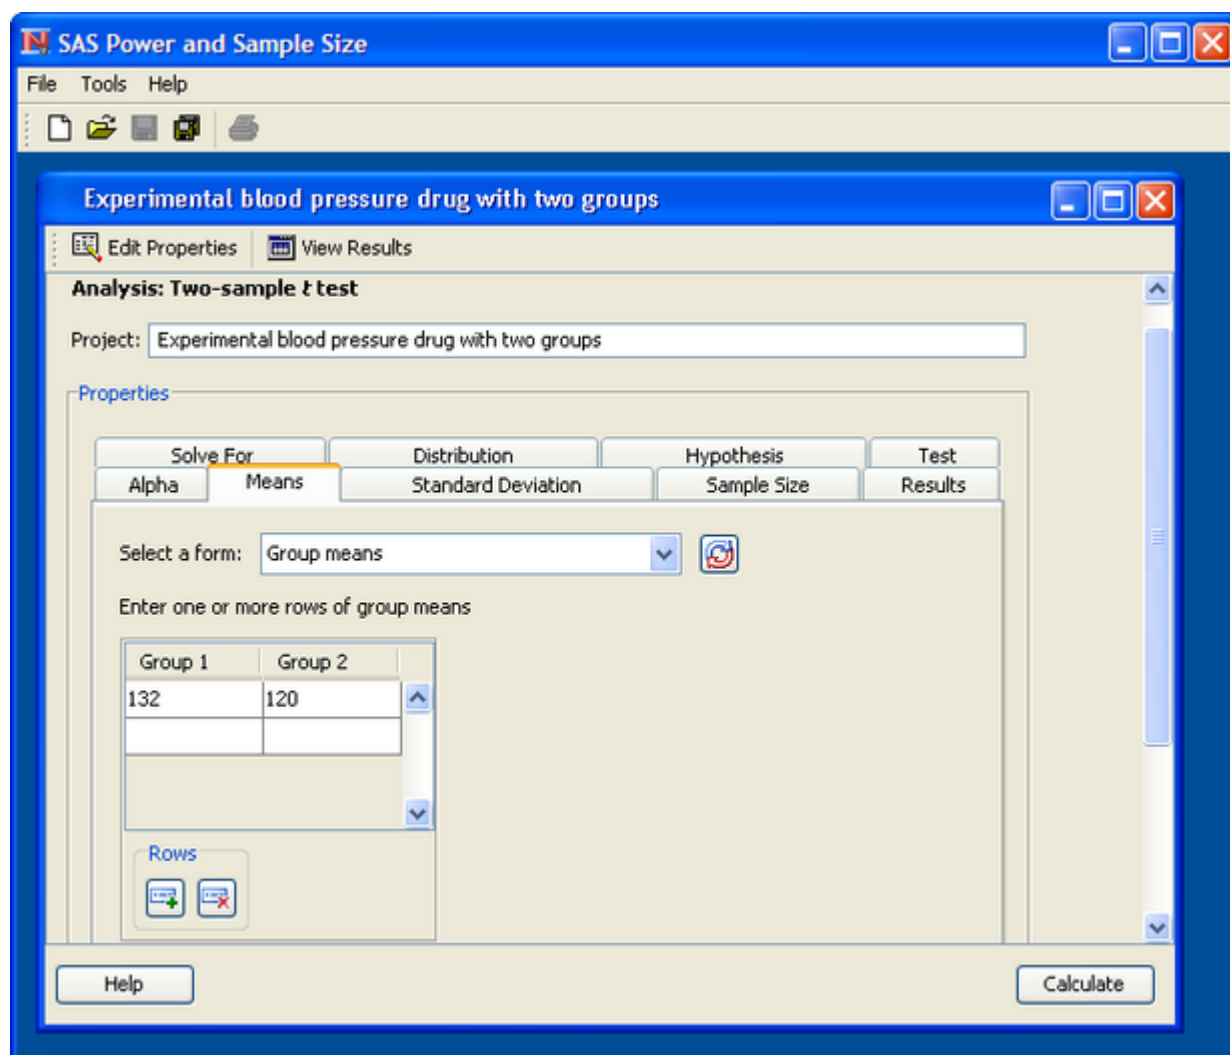 SAS Power and Sample Size
File Tools Help
Experimental blood pressure drug with two groups
Edit Properties View Results
Analysis: Two-sample t test
Project: Experimental blood pressure drug with two groups
Properties
Solve For Distribution Hypothesis Test
Alpha Means Standard Deviation Sample Size Results
Select a form: Group means
Enter one or more rows of group means
Group 1 Group 2
132 120
Rows
Help Calculate